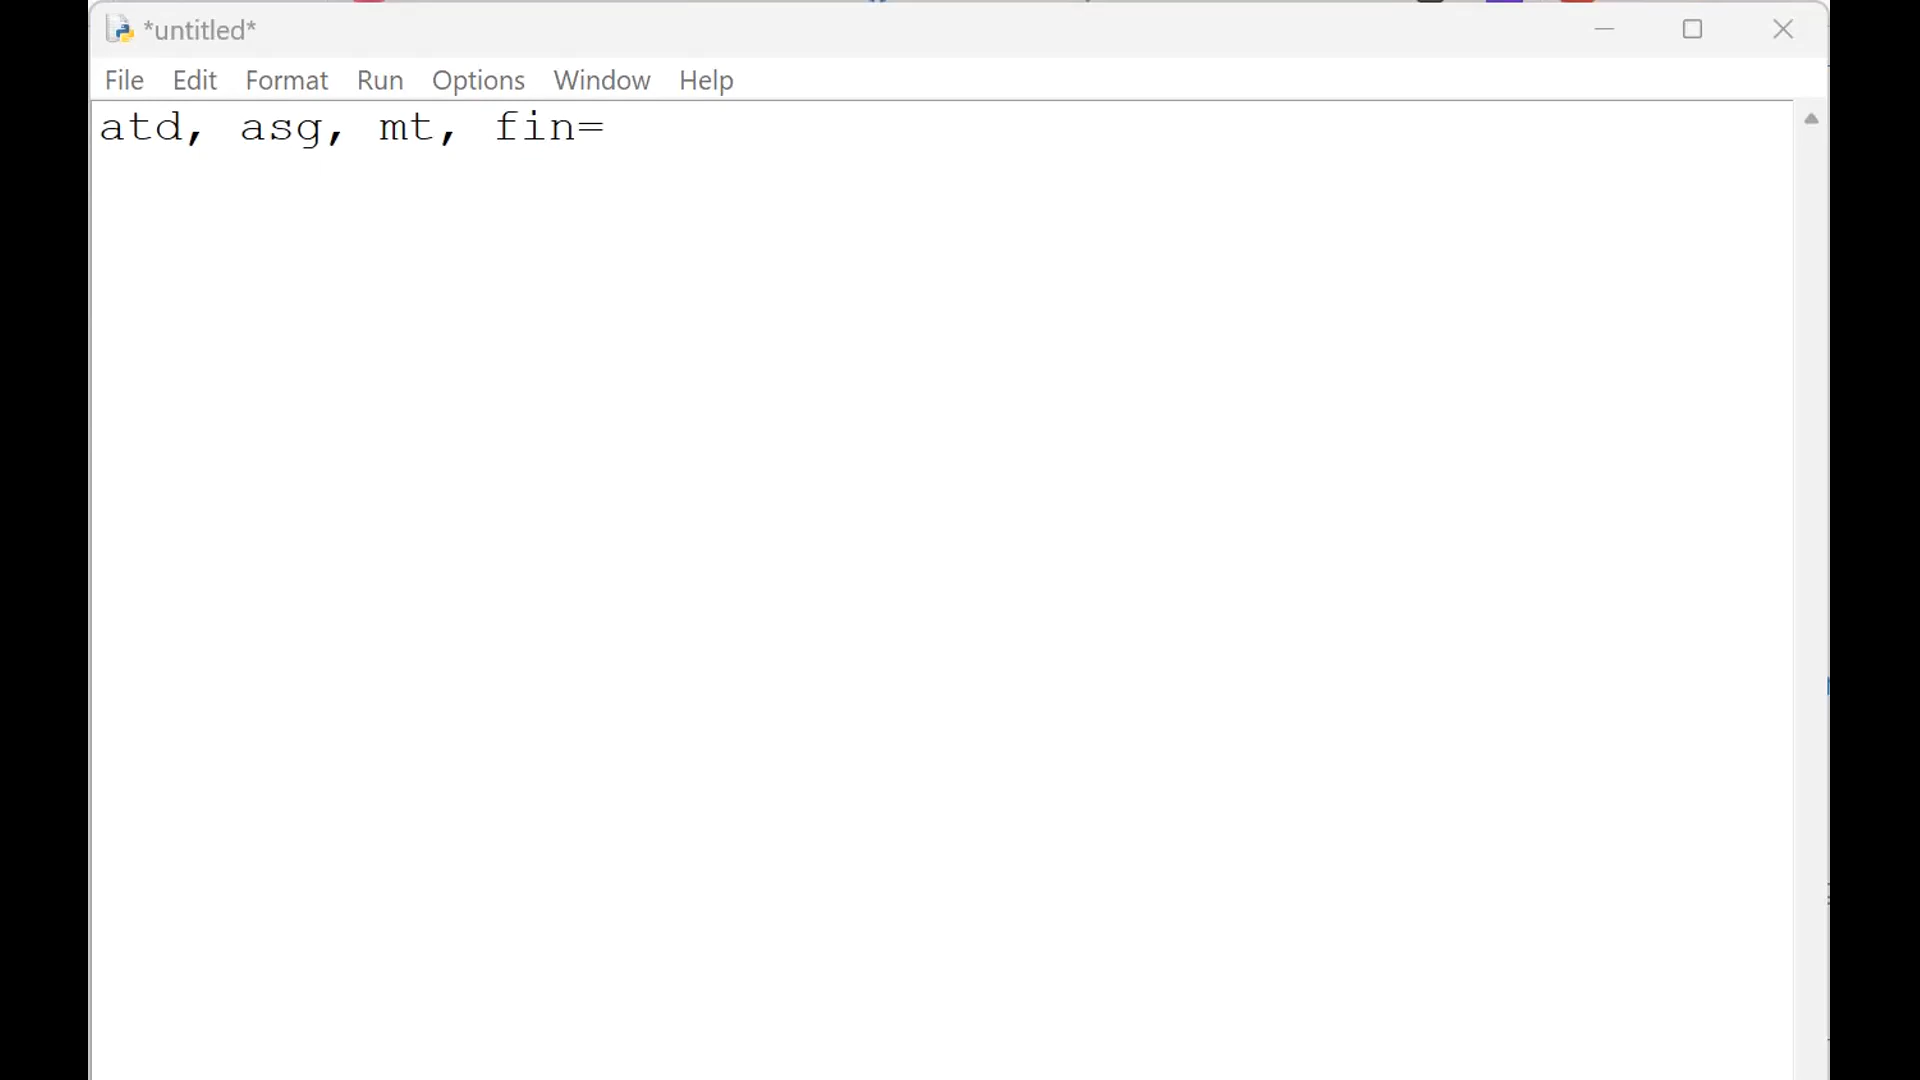 *untitled*
File Edit Format Run Options Window Help
atd, asg, mt, fin=